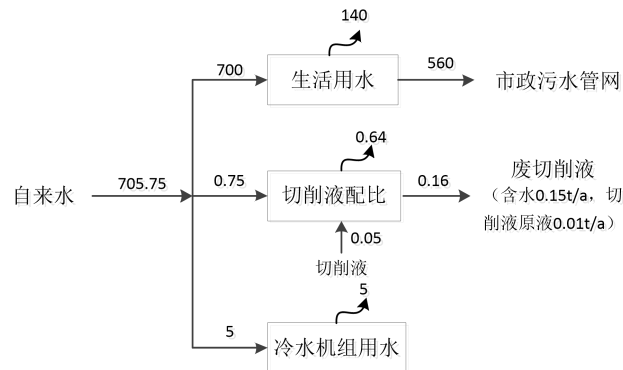 140
700
生活用水
560
市政污水管网
0.64
自来水
705.75
0.75
切削液配比
0.16
废切削液
（含水0.15t/a，切
削液原液0.01t/a）
0.05
切削液
5
5
冷水机组用水